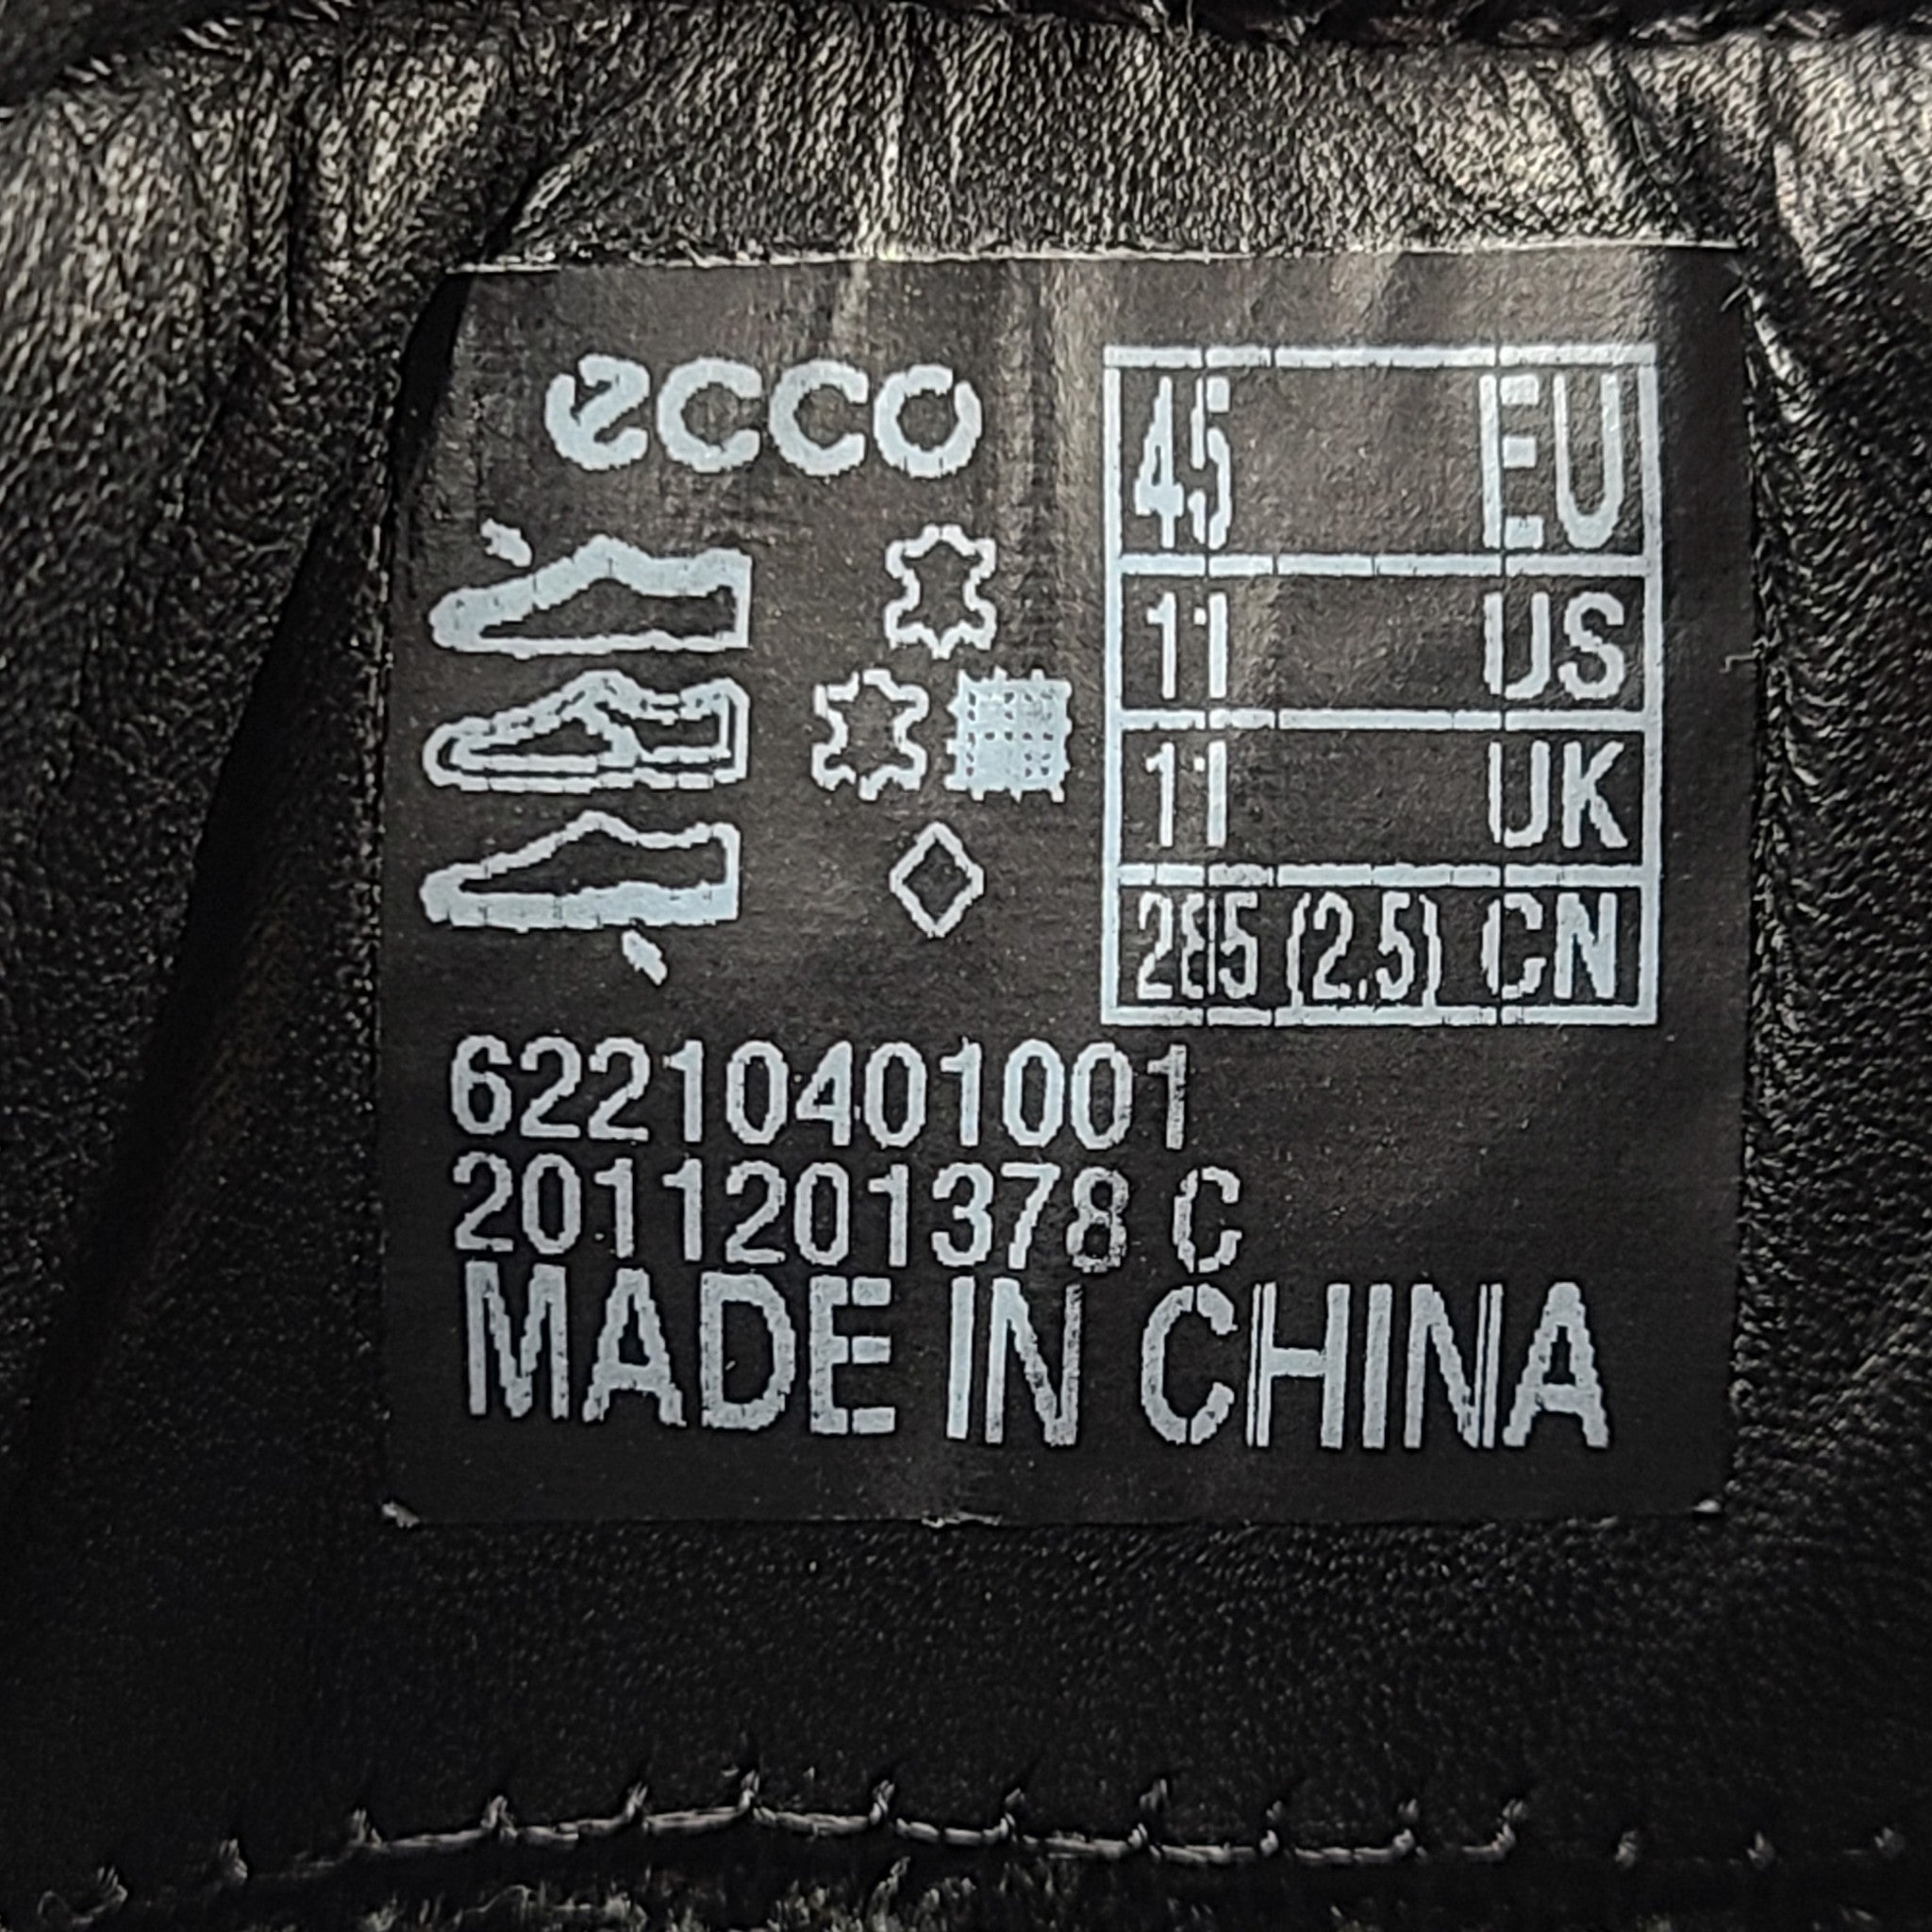 ecco
45 EU
11 US
11 UK
285 (2.5) CN
62210401001
2011201378 C
MADE IN CHINA